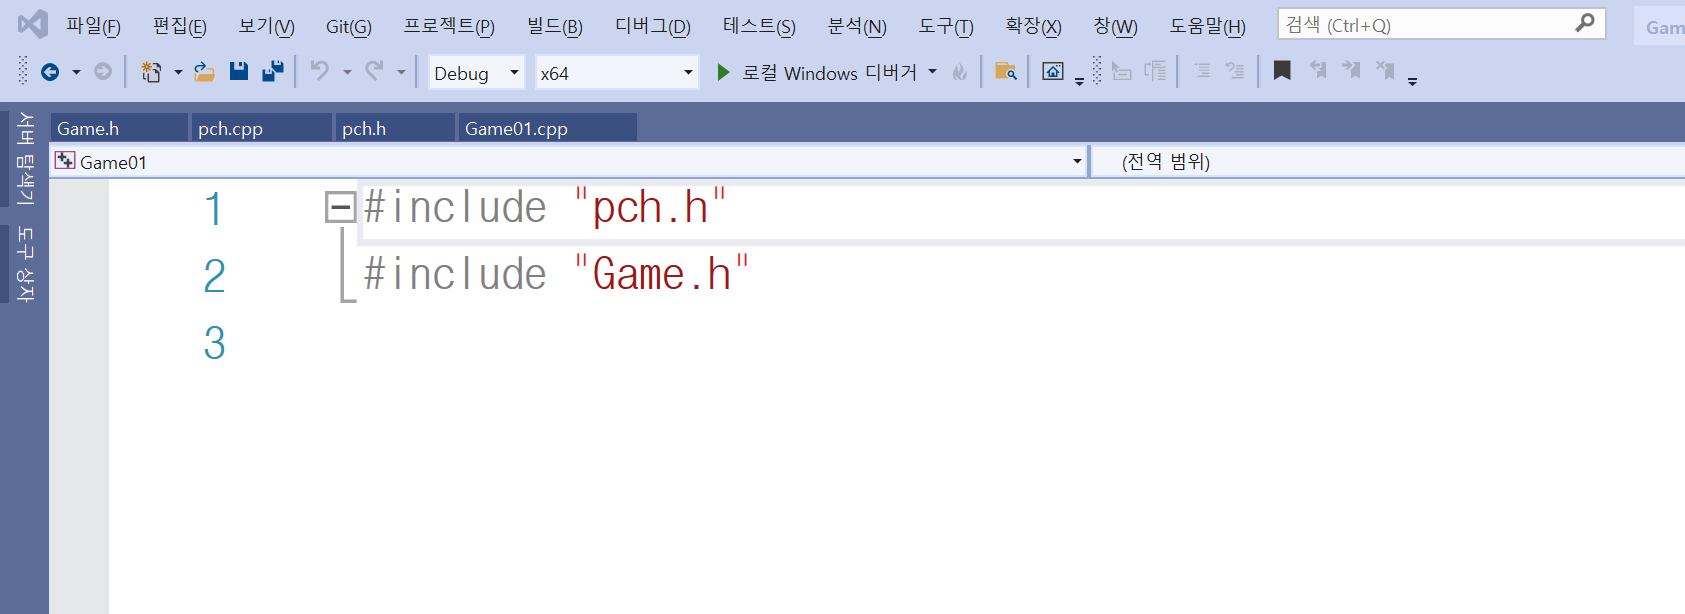 파일(F) 편집(E) 보기(V) Git(G) 프로젝트(P) 빌드(B) 디버그(D) 테스트(S) 분석(N) 도구(T) 확장(X) 창(W) 도움말(H) 검색 (Ctrl+Q) Gam
Debug x64 로컬 Windows 디버거
서버 탐색기
도구 상자
Game.h pch.cpp pch.h Game01.cpp
Game01 (전역 범위)
1 #include "pch.h"
2 #include "Game.h"
3